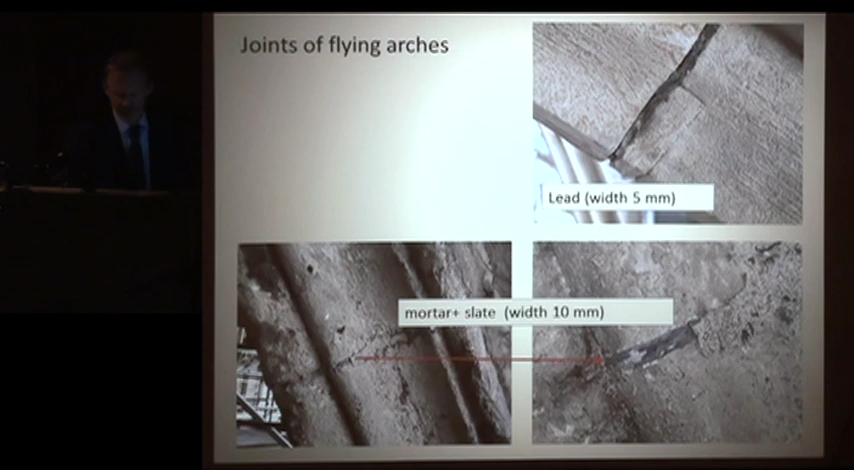 Joints of flying arches
Lead (width 5 mm)
mortar+ slate (width 10 mm)